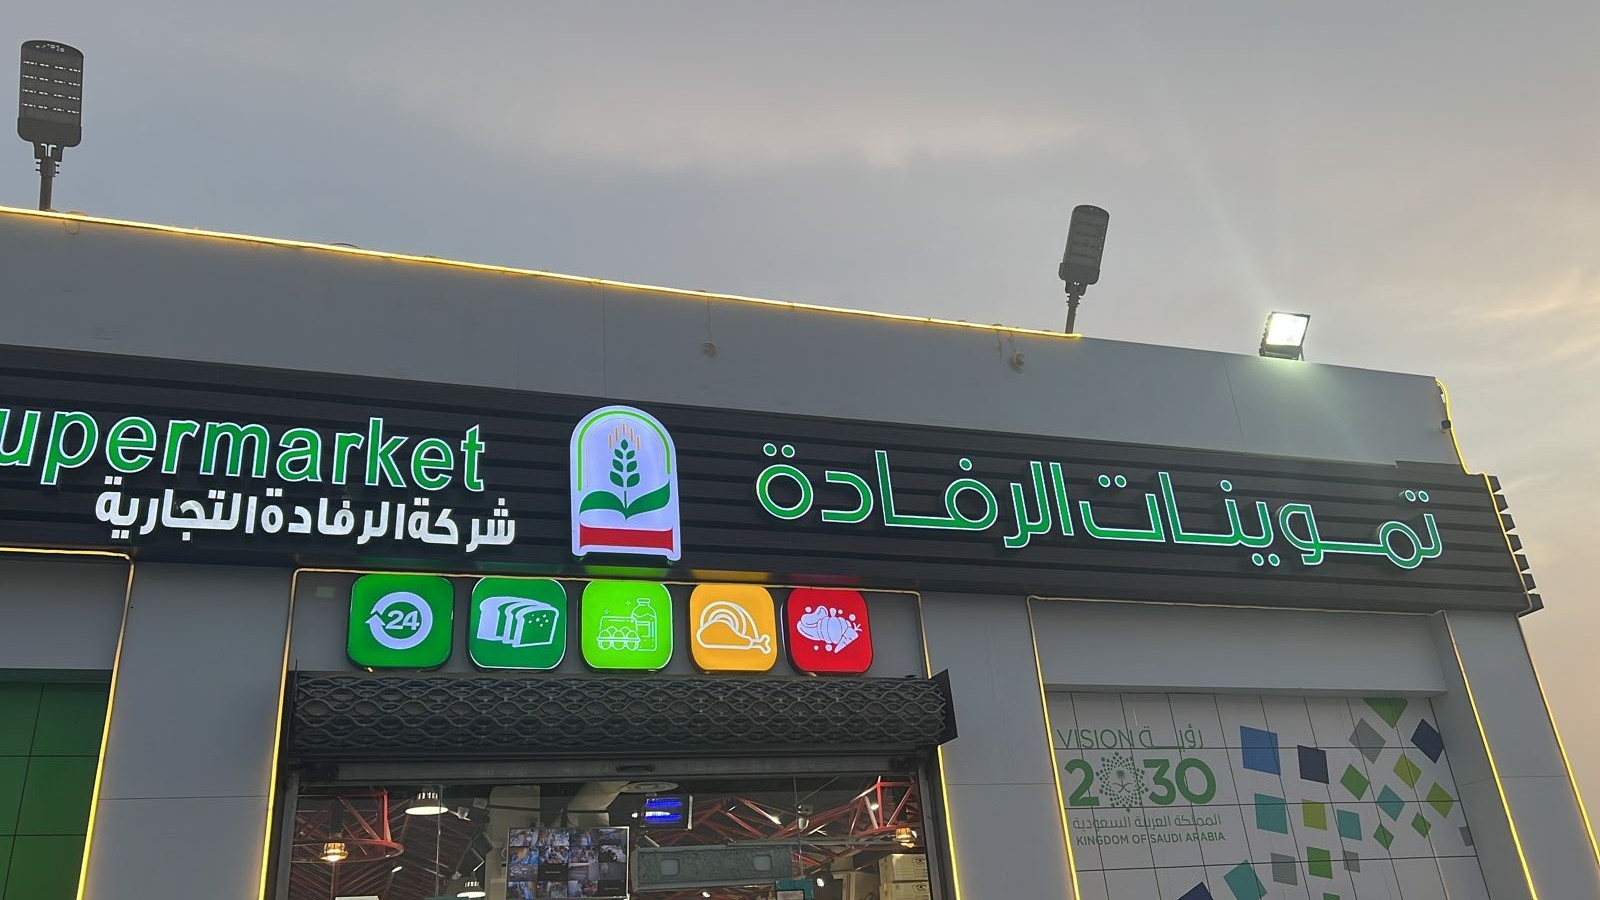 تموينات الرفادة
upermarket
شركة الرفادة التجارية
24
VISION رؤية
2030
المملكة العربية السعودية
KINGDOM OF SAUDI ARABIA